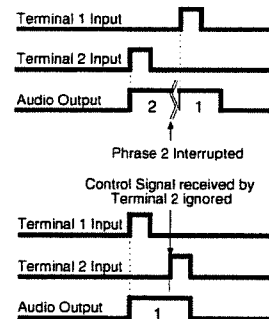 Terminal 1 Input
Terminal 2 Input
Audio Output
2
1
Phrase 2 Interrupted
Control Signal received by
Terminal 2 ignored
Terminal 1 Input
Terminal 2 Input
Audio Output
1